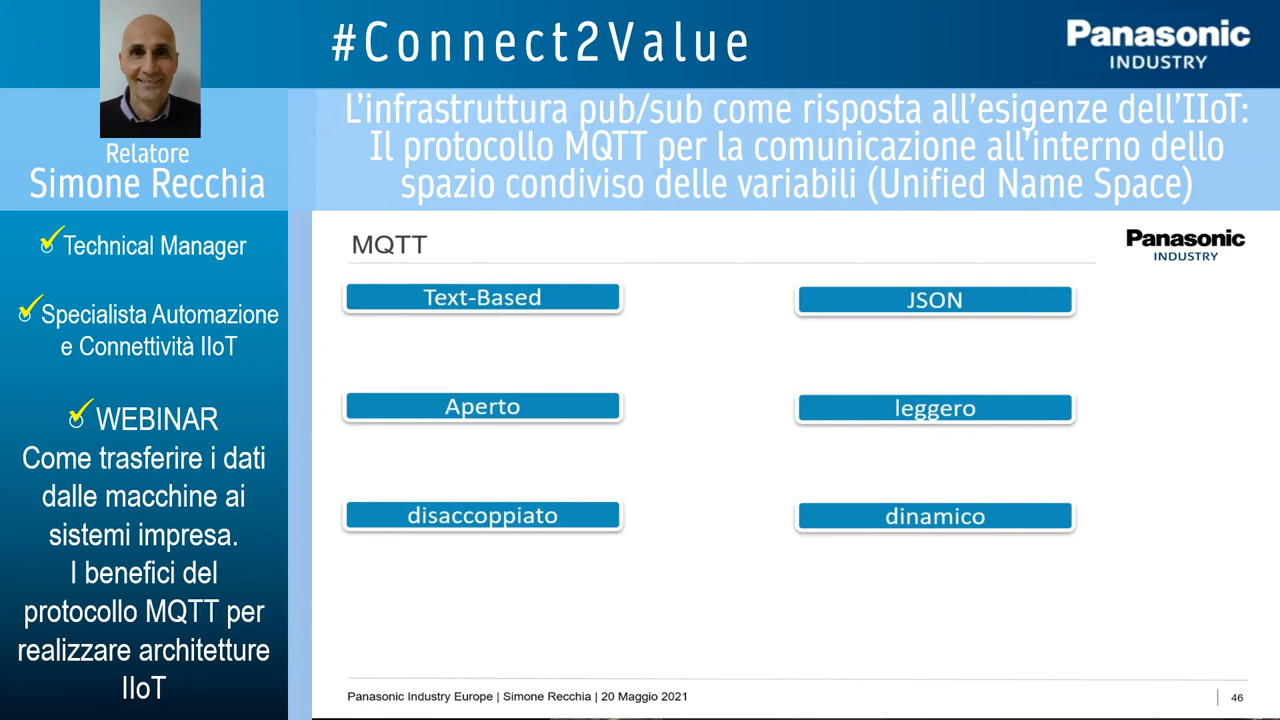 #Connect2Value
Panasonic
INDUSTRY
L'infrastruttura pub/sub come risposta all'esigenze dell'IIoT:
Il protocollo MQTT per la comunicazione all'interno dello
spazio condiviso delle variabili (Unified Name Space)
Relatore
Simone Recchia
Technical Manager
Specialista Automazione
e Connettività IIoT
WEBINAR
Come trasferire i dati
dalle macchine ai
sistemi impresa.
I benefici del
protocollo MQTT per
realizzare architetture
IIoT
MQTT
Panasonic
INDUSTRY
Text-Based
JSON
Aperto
leggero
disaccoppiato
dinamico
Panasonic Industry Europe | Simone Recchia | 20 Maggio 2021
46